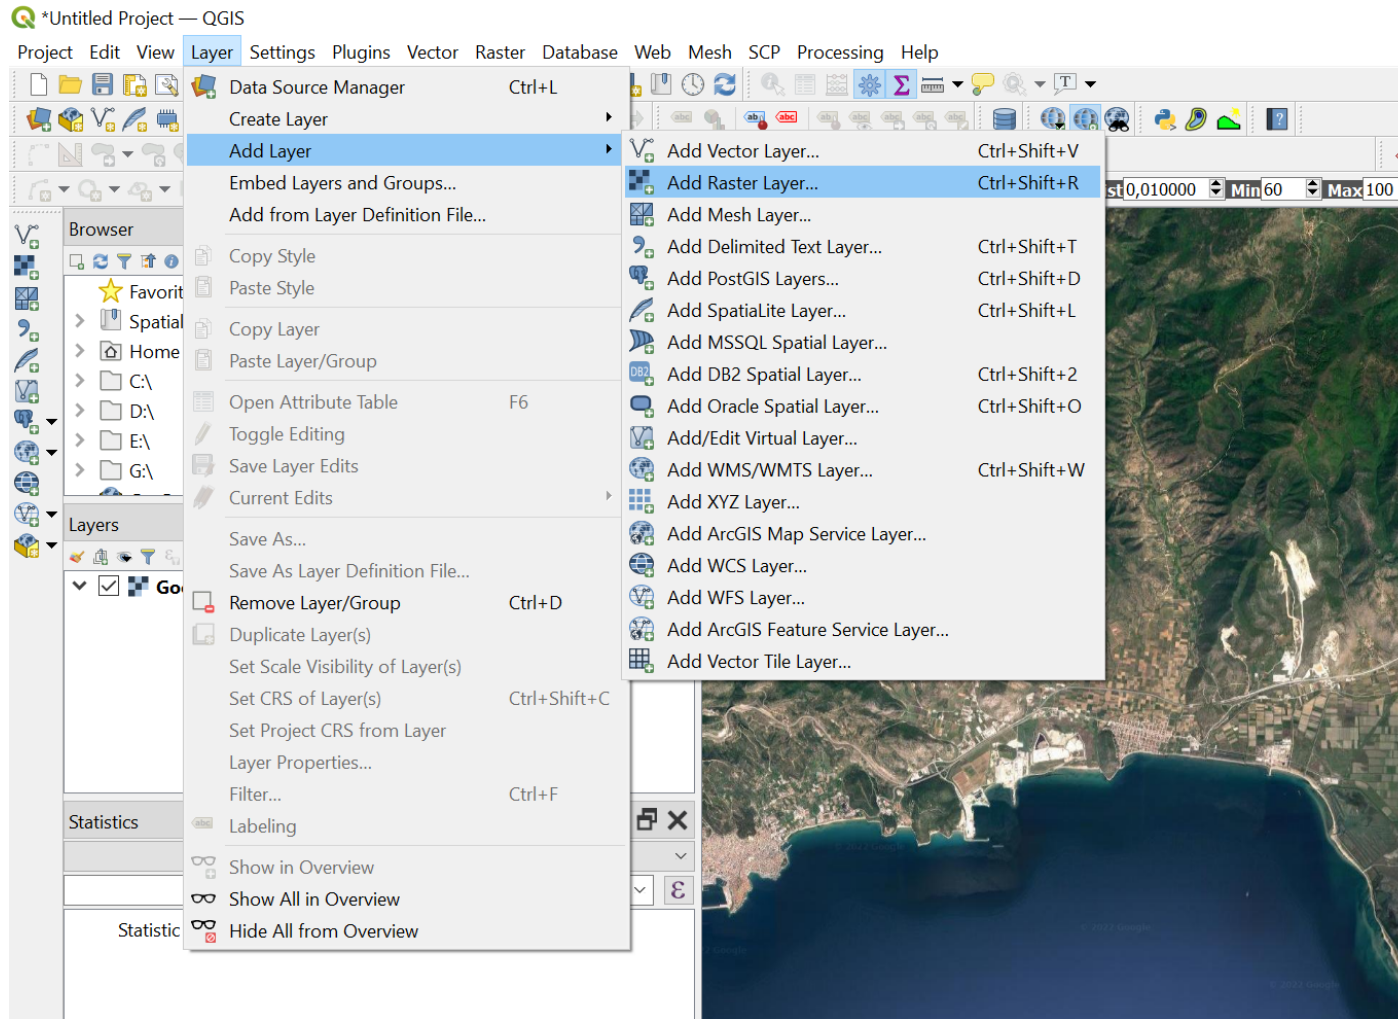 *Untitled Project — QGIS
Project Edit View Layer Settings Plugins Vector Raster Database Web Mesh SCP Processing Help
Data Source Manager Ctrl+L
Create Layer
Add Layer
Embed Layers and Groups...
Add from Layer Definition File...
Copy Style
Paste Style
Copy Layer
Paste Layer/Group
Open Attribute Table F6
Toggle Editing
Save Layer Edits
Current Edits
Save As...
Save As Layer Definition File...
Remove Layer/Group Ctrl+D
Duplicate Layer(s)
Set Scale Visibility of Layer(s)
Set CRS of Layer(s) Ctrl+Shift+C
Set Project CRS from Layer
Layer Properties...
Filter... Ctrl+F
Labeling
Show in Overview
Show All in Overview
Hide All from Overview
Add Vector Layer... Ctrl+Shift+V
Add Raster Layer... Ctrl+Shift+R
Add Mesh Layer...
Add Delimited Text Layer... Ctrl+Shift+T
Add PostGIS Layers... Ctrl+Shift+D
Add SpatiaLite Layer... Ctrl+Shift+L
Add MSSQL Spatial Layer...
Add DB2 Spatial Layer... Ctrl+Shift+2
Add Oracle Spatial Layer... Ctrl+Shift+O
Add/Edit Virtual Layer...
Add WMS/WMTS Layer... Ctrl+Shift+W
Add XYZ Layer...
Add ArcGIS Map Service Layer...
Add WCS Layer...
Add WFS Layer...
Add ArcGIS Feature Service Layer...
Add Vector Tile Layer...
st 0,010000 Min 60 Max 100
Browser
Favorit
Spatial
Home
C:\
D:\
E:\
G:\
Layers
Goo
Statistics
Statistic
© 2022 Google